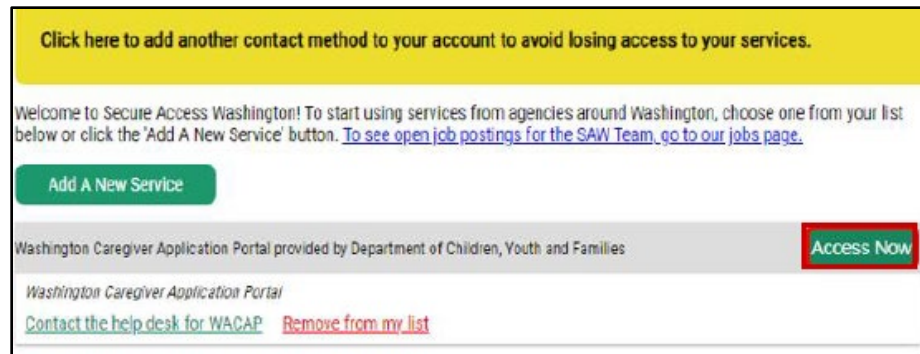 Click here to add another contact method to your account to avoid losing access to your services.
Welcome to Secure Access Washington! To start using services from agencies around Washington, choose one from your list
below or click the 'Add A New Service' button. To see open job postings for the SAW Team, go to our jobs page.
Add A New Service
Washington Caregiver Application Portal provided by Department of Children, Youth and Families
Access Now
Washington Caregiver Application Portal
Contact the help desk for WACAP Remove from my list